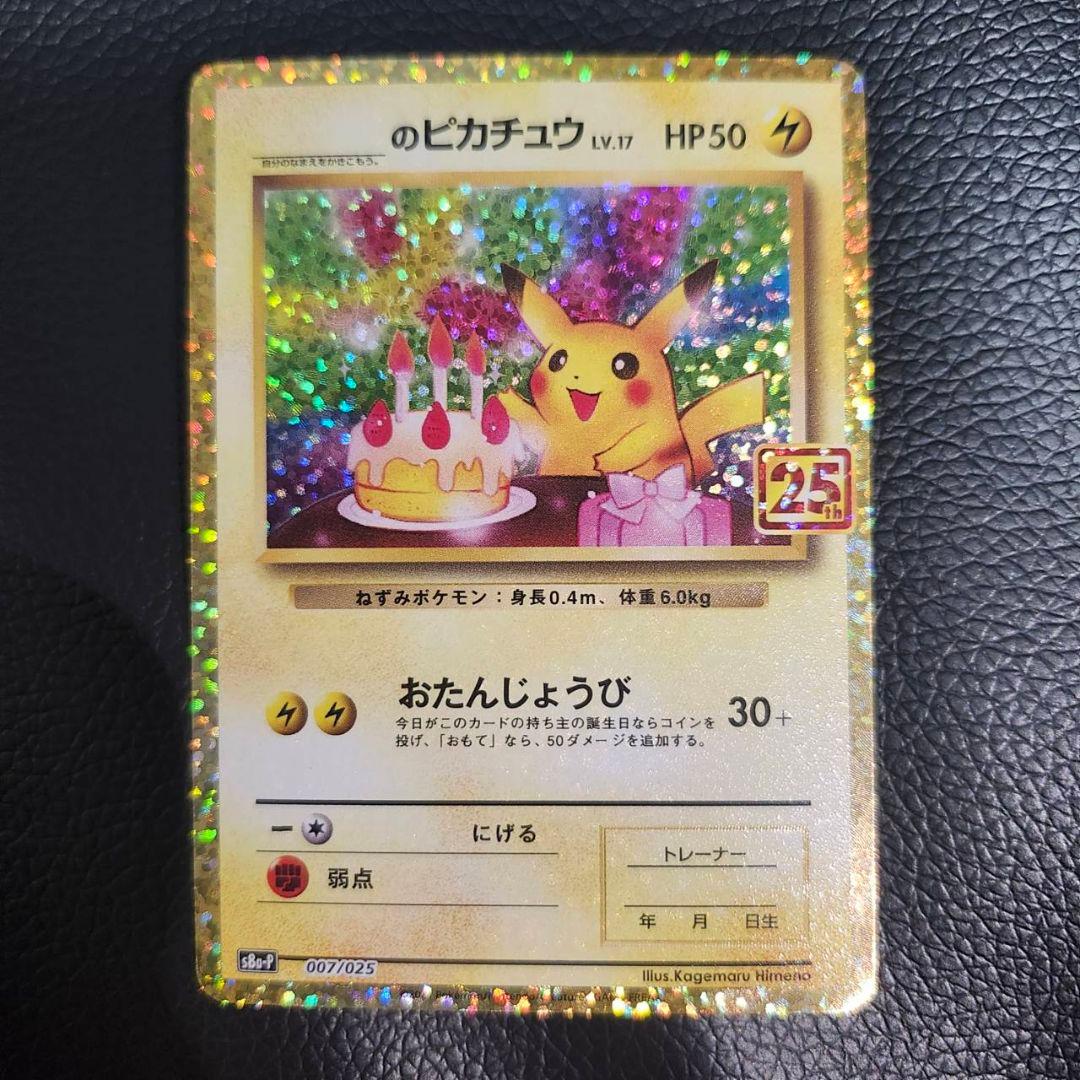 のピカチュウ LV.17 HP50
自分のなまえをかきこもう。
25th
ねずみポケモン：身長0.4m、体重6.0kg
おたんじょうび 30+
今日がこのカードの持ち主の誕生日ならコインを
投げ、「おもて」なら、50ダメージを追加する。
にげる
弱点
トレーナー
年 月 日生
s8a-P 007/025
Illus.Kagemaru Himeno